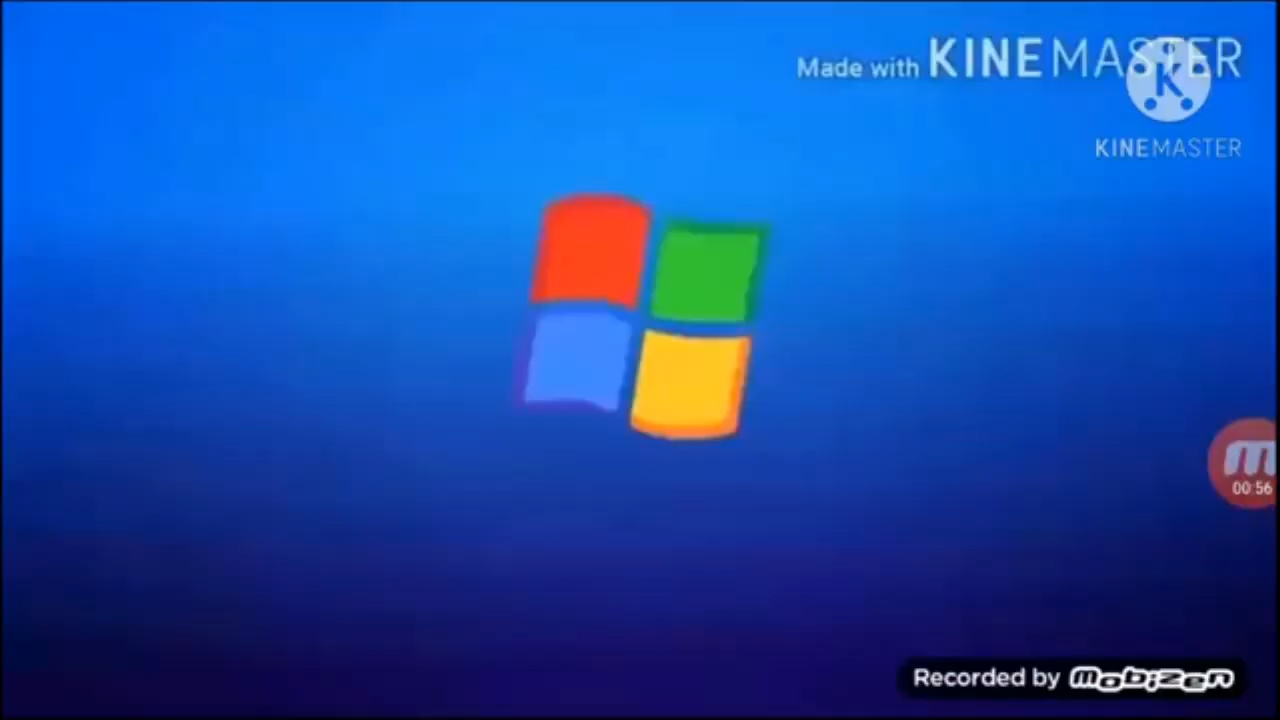 Made with KINEMASTER
K
KINEMASTER
m
00:56
Recorded by mobizen